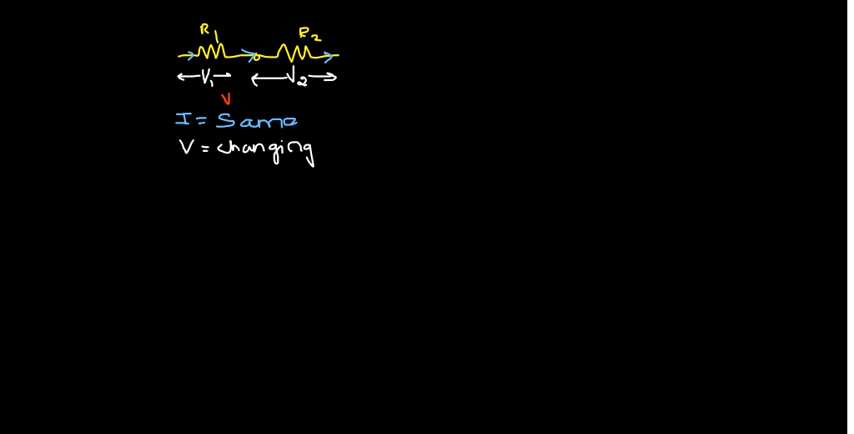 R1 R2
V1 V2
V
I = Same
V = changing